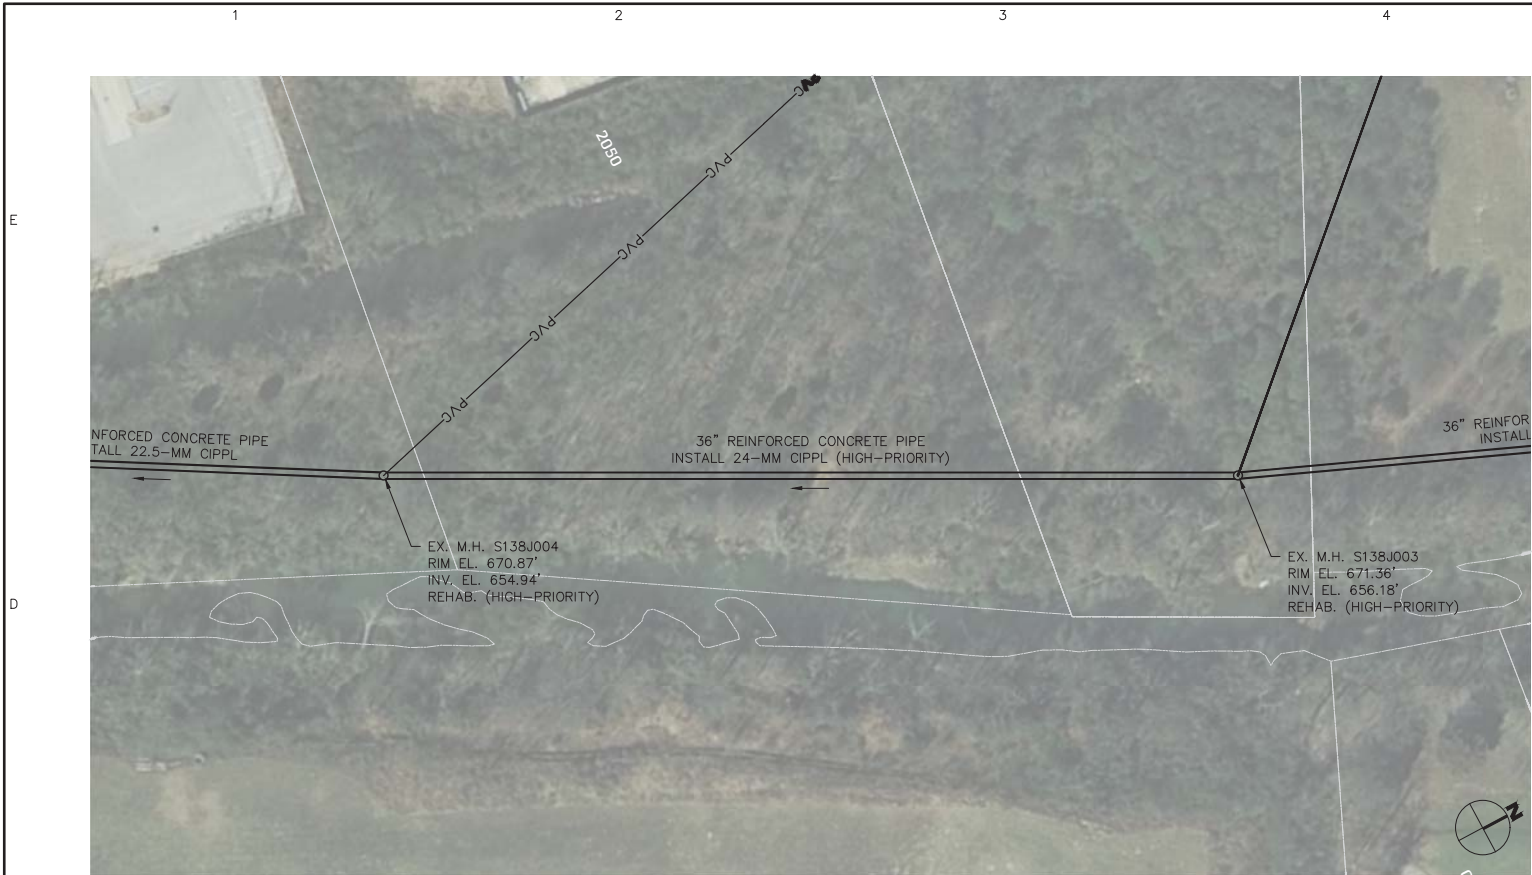 1 2 3 4
E
D
2050
PVC
PVC
PVC
PVC
NFORCED CONCRETE PIPE
TALL 22.5-MM CIPPL
36" REINFORCED CONCRETE PIPE
INSTALL 24-MM CIPPL (HIGH-PRIORITY)
36" REINFOR
INSTALL
EX. M.H. S138J004
RIM EL. 670.87'
INV. EL. 654.94'
REHAB. (HIGH-PRIORITY)
EX. M.H. S138J003
RIM EL. 671.36'
INV. EL. 656.18'
REHAB. (HIGH-PRIORITY)
N